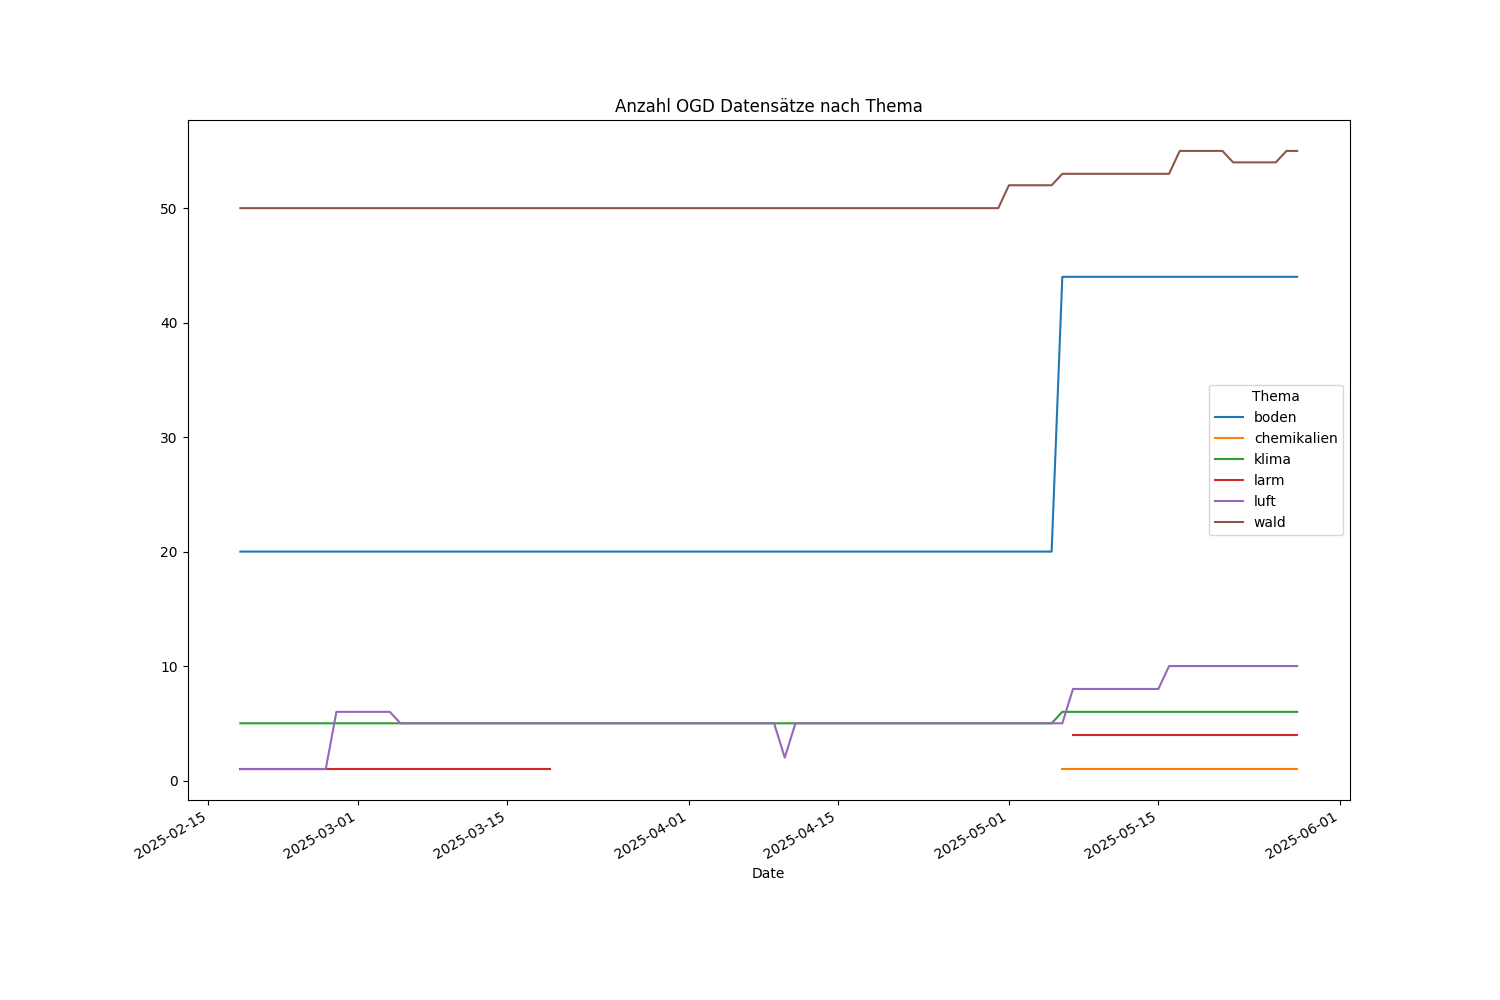 Anzahl OGD Datensätze nach Thema
50
40
30
20
10
0
Thema
boden
chemikalien
klima
larm
luft
wald
2025-02-15
2025-03-01
2025-03-15
2025-04-01
2025-04-15
2025-05-01
2025-05-15
2025-06-01
Date